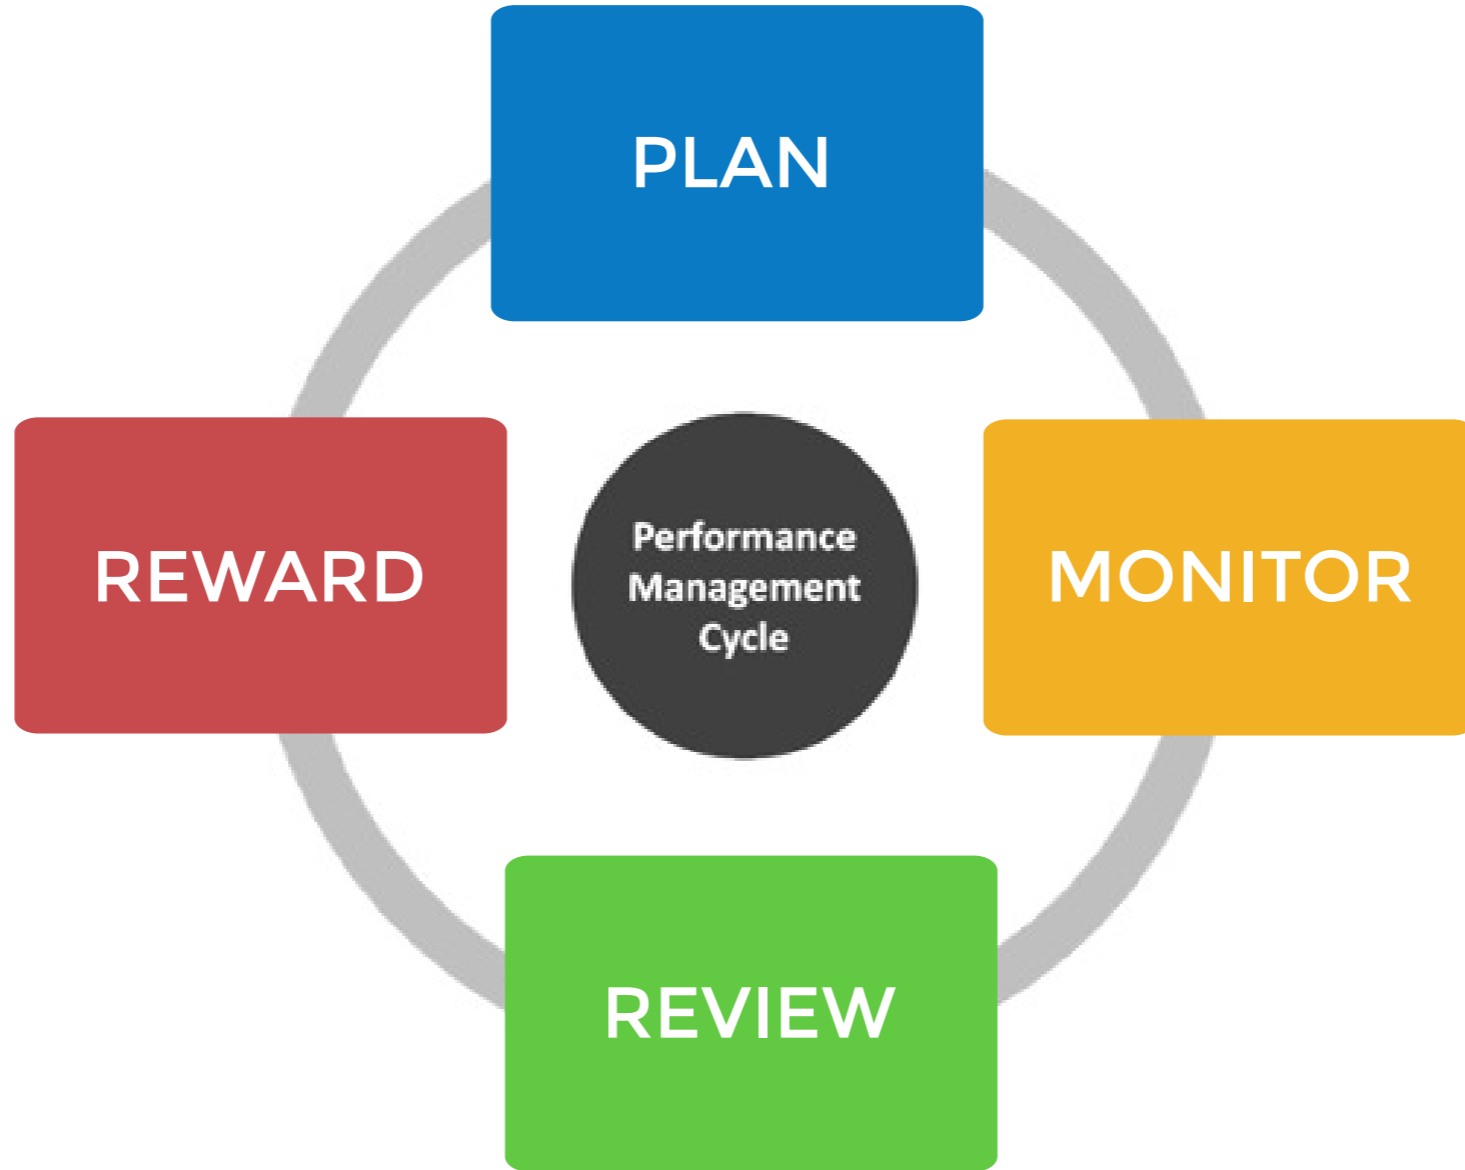 PLAN
REWARD
Performance
Management
Cycle
MONITOR
REVIEW